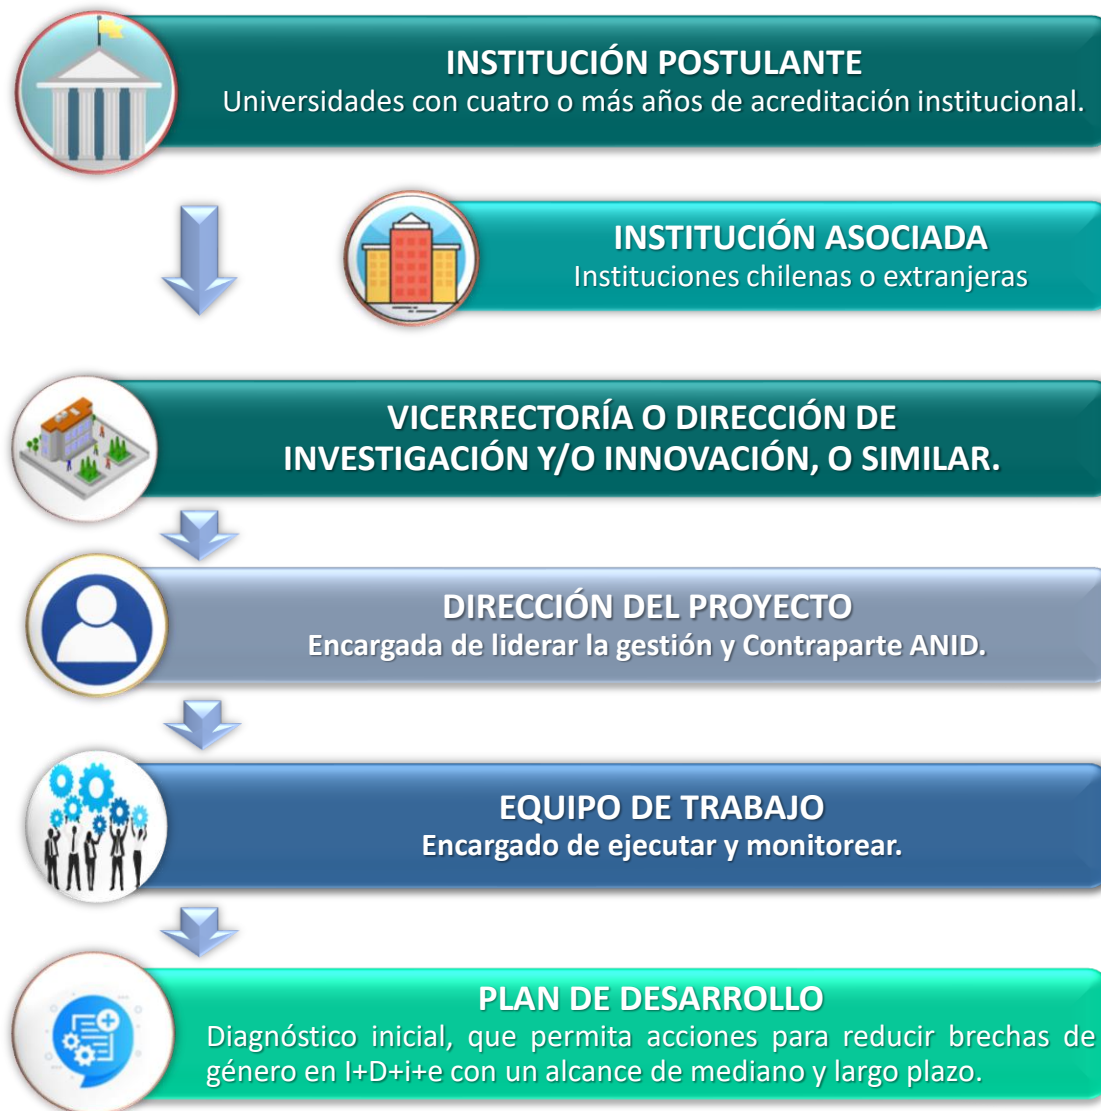 INSTITUCIÓN POSTULANTE
Universidades con cuatro o más años de acreditación institucional.
INSTITUCIÓN ASOCIADA
Instituciones chilenas o extranjeras
VICERRECTORÍA O DIRECCIÓN DE
INVESTIGACIÓN Y/O INNOVACIÓN, O SIMILAR.
DIRECCIÓN DEL PROYECTO
Encargada de liderar la gestión y Contraparte ANID.
EQUIPO DE TRABAJO
Encargado de ejecutar y monitorear.
PLAN DE DESARROLLO
Diagnóstico inicial, que permita acciones para reducir brechas de
género en I+D+i+e con un alcance de mediano y largo plazo.